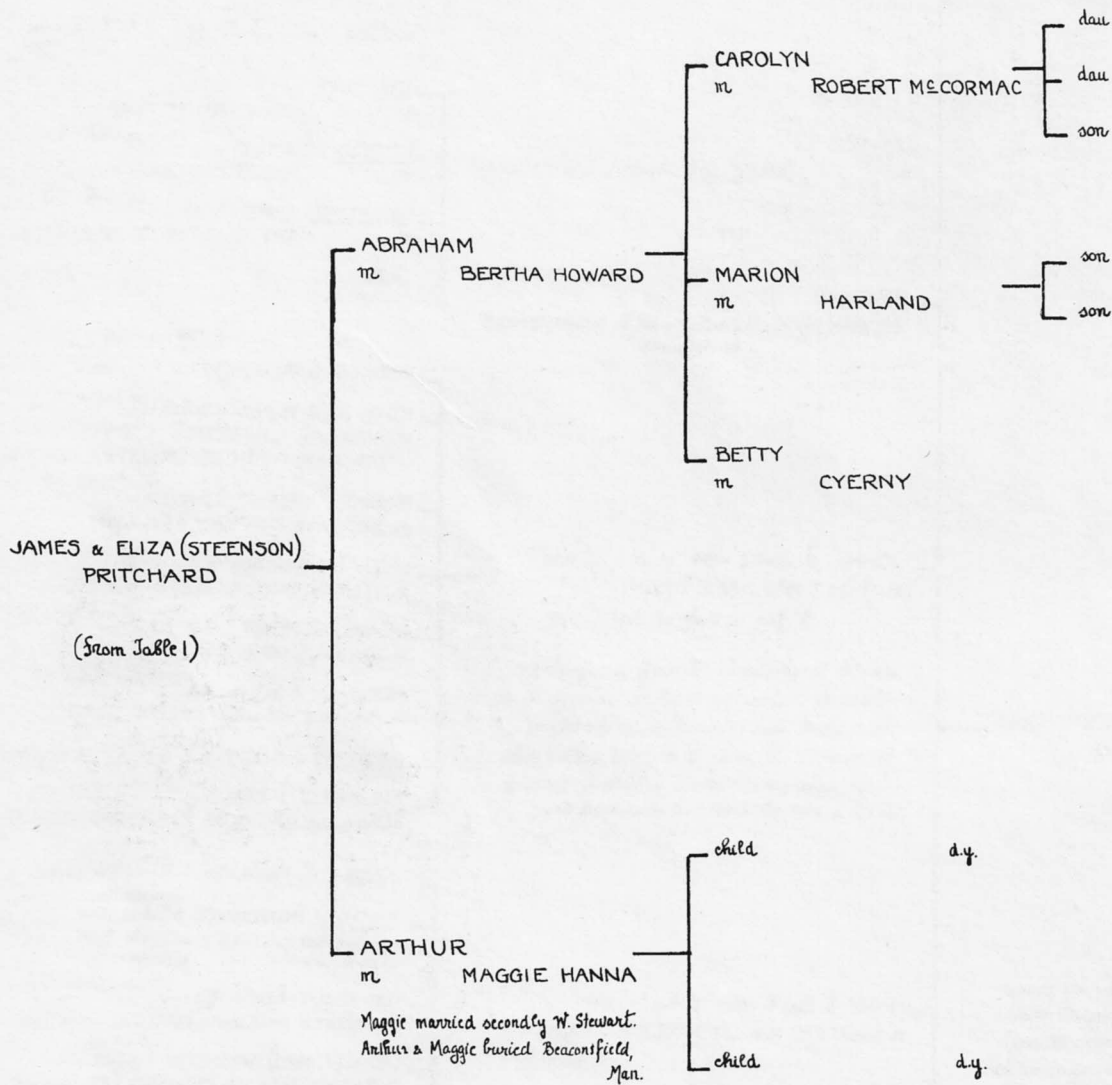 dau
CAROLYN
m ROBERT McCORMAC
dau
son
ABRAHAM
m BERTHA HOWARD
MARION
m HARLAND
son
son
BETTY
m CYERNY
JAMES & ELIZA (STEENSON)
PRITCHARD
(from Table 1)
child d.y.
ARTHUR
m MAGGIE HANNA
Maggie married secondly W. Stewart.
Arthur & Maggie buried Beaconsfield,
Man.
child d.y.